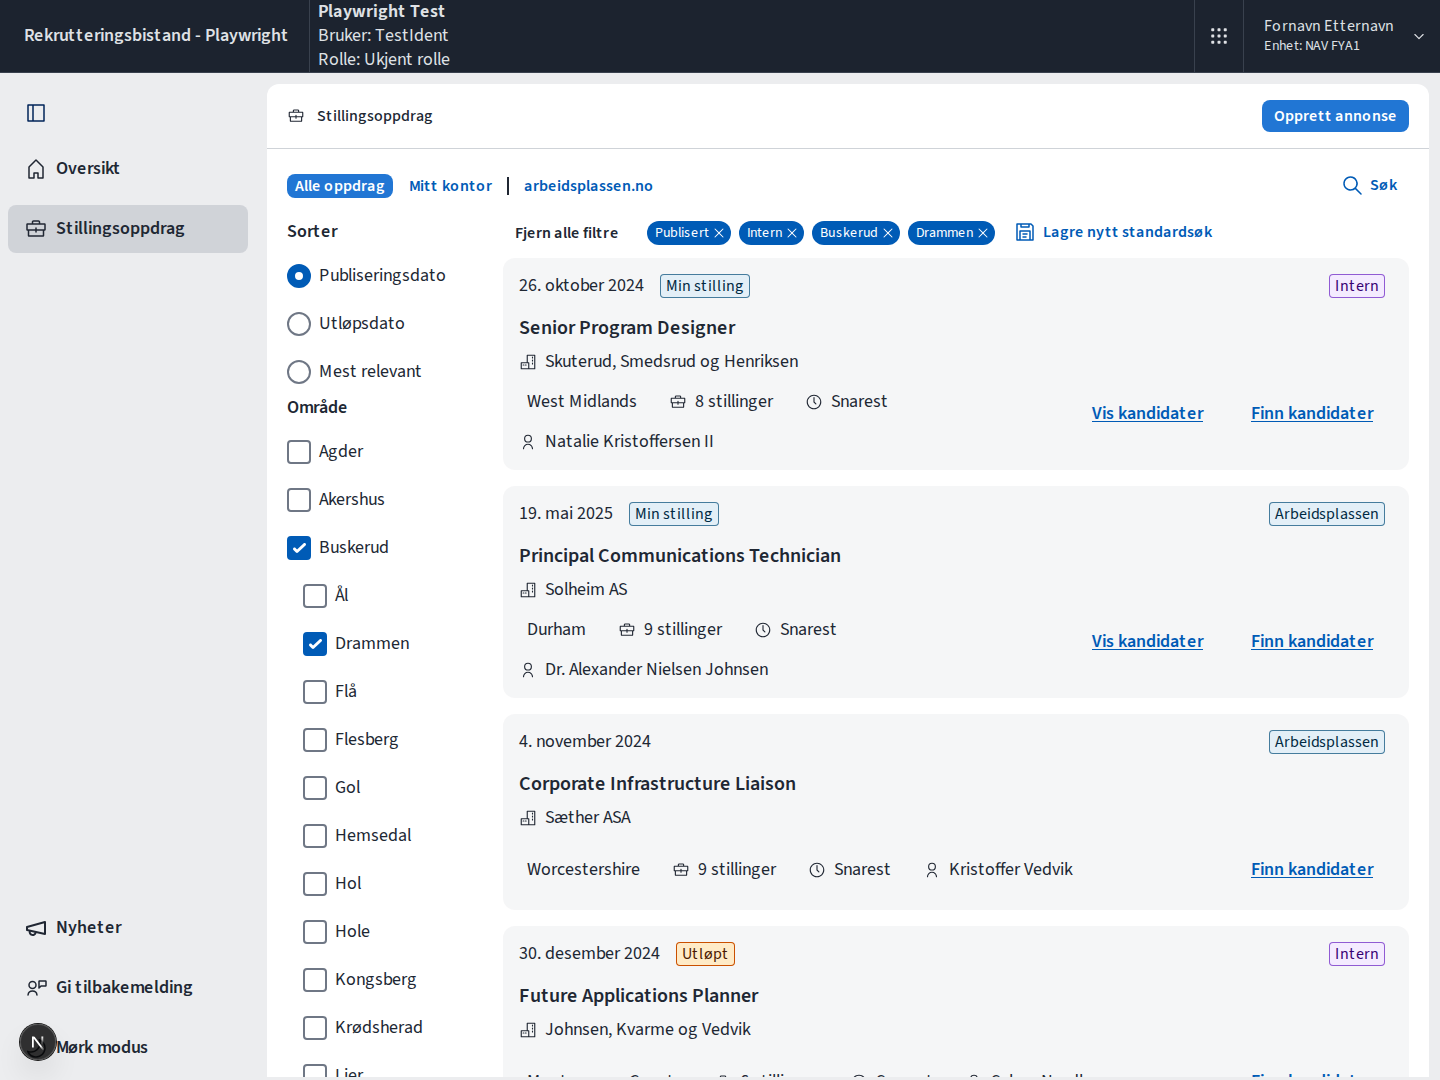 Rekrutteringsbistand - Playwright
Playwright Test
Bruker: TestIdent
Rolle: Ukjent rolle
Fornavn Etternavn
Enhet: NAV FYA1
Oversikt
Stillingsoppdrag
Nyheter
Gi tilbakemelding
N
Mørk modus
Stillingsoppdrag
Opprett annonse
Alle oppdrag
Mitt kontor
arbeidsplassen.no
Søk
Sorter
Publiseringsdato
Utløpsdato
Mest relevant
Område
Agder
Akershus
Buskerud
Ål
Drammen
Flå
Flesberg
Gol
Hemsedal
Hol
Hole
Kongsberg
Krødsherad
Lier
Fjern alle filtre
Publisert
Intern
Buskerud
Drammen
Lagre nytt standardsøk
26. oktober 2024 Min stilling Intern
Senior Program Designer
Skuterud, Smedsrud og Henriksen
West Midlands 8 stillinger Snarest
Natalie Kristoffersen II
Vis kandidater Finn kandidater
19. mai 2025 Min stilling Arbeidsplassen
Principal Communications Technician
Solheim AS
Durham 9 stillinger Snarest
Dr. Alexander Nielsen Johnsen
Vis kandidater Finn kandidater
4. november 2024 Arbeidsplassen
Corporate Infrastructure Liaison
Sæther ASA
Worcestershire 9 stillinger Snarest Kristoffer Vedvik Finn kandidater
30. desember 2024 Utløpt Intern
Future Applications Planner
Johnsen, Kvarme og Vedvik